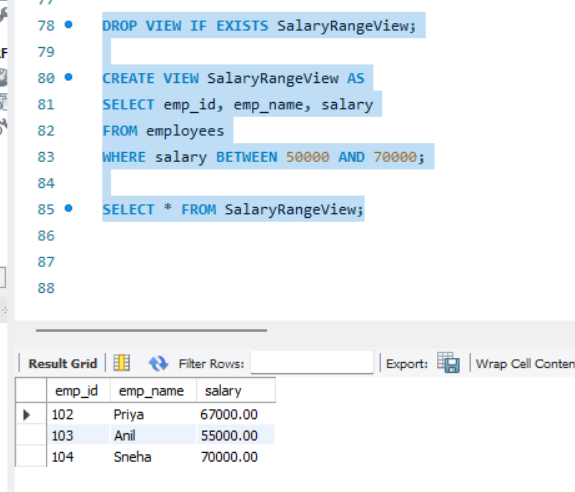 77
78 DROP VIEW IF EXISTS SalaryRangeView;
79
80 CREATE VIEW SalaryRangeView AS
81 SELECT emp_id, emp_name, salary
82 FROM employees
83 WHERE salary BETWEEN 50000 AND 70000;
84
85 SELECT * FROM SalaryRangeView;
86
87
88
Result Grid Filter Rows: Export: Wrap Cell Conten
emp_id emp_name salary
102 Priya 67000.00
103 Anil 55000.00
104 Sneha 70000.00